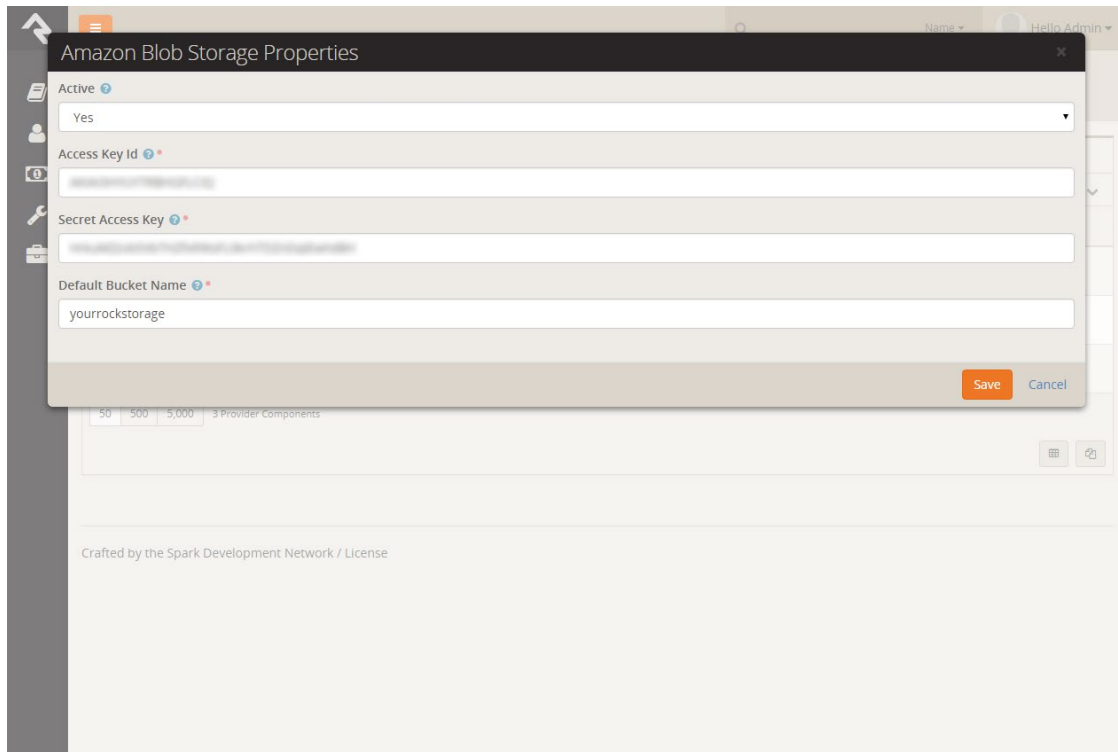 Name
Hello Admin
Amazon Blob Storage Properties
Active
Yes
Access Key Id *
Secret Access Key *
Default Bucket Name *
yourrockstorage
Save Cancel
50 500 5,000 3 Provider Components
Crafted by the Spark Development Network / License